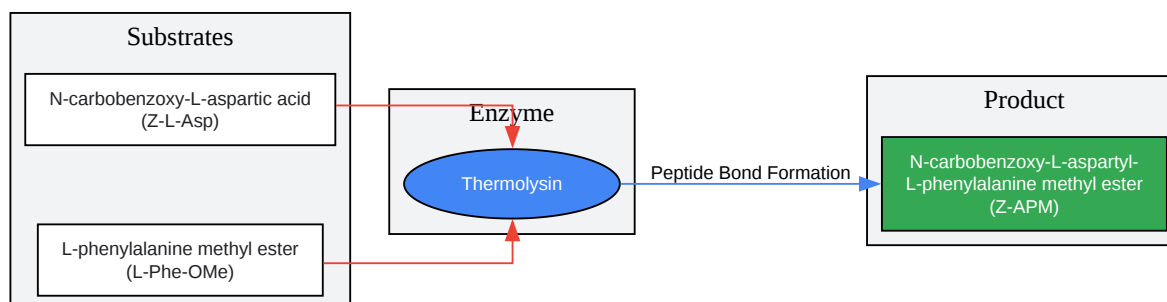 Substrates
N-carbobenzoxy-L-aspartic acid
(Z-L-Asp)
L-phenylalanine methyl ester
(L-Phe-OMe)
Enzyme
Thermolysin
Peptide Bond Formation
Product
N-carbobenzoxy-L-aspartyl-
L-phenylalanine methyl ester
(Z-APM)